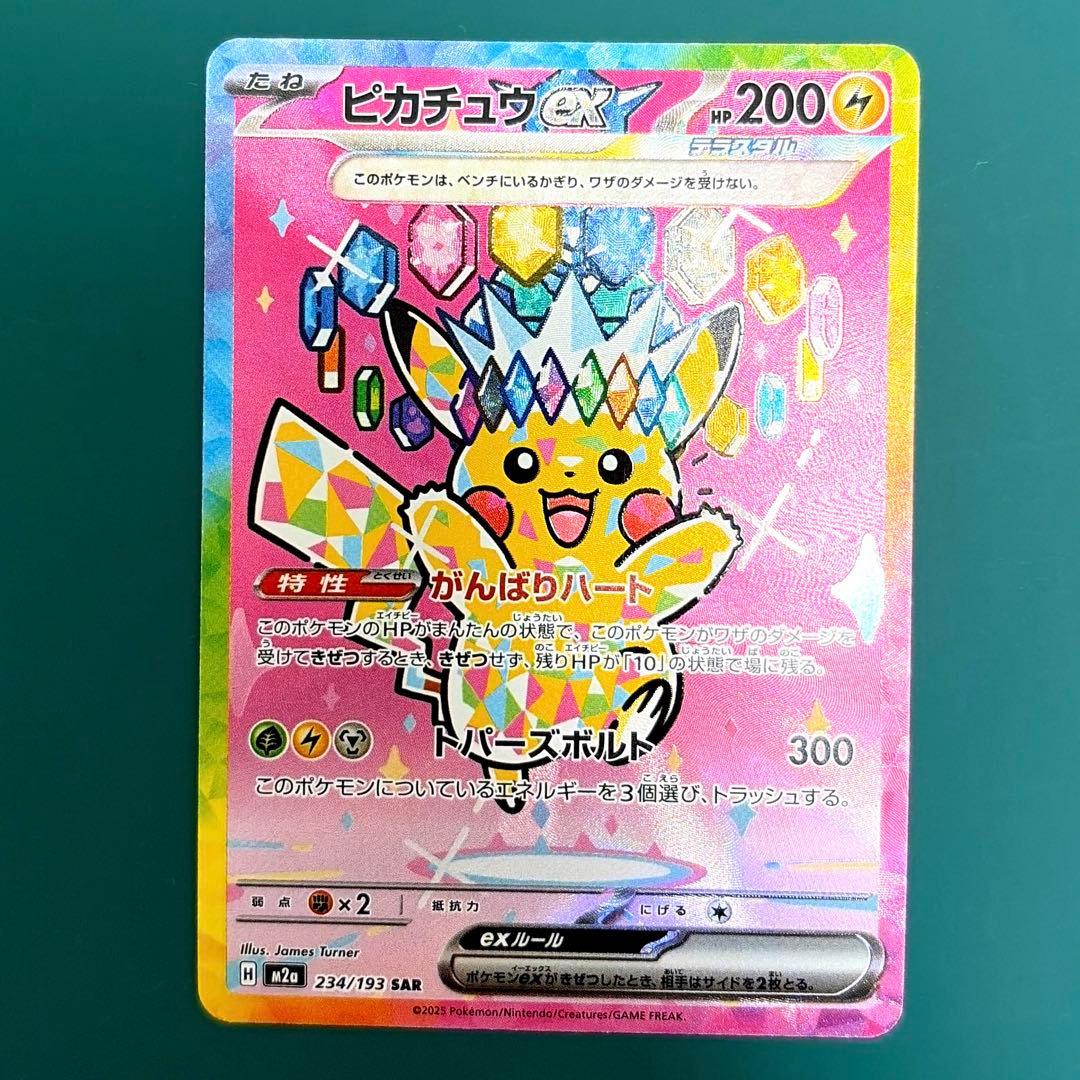 たね
ピカチュウex
HP 200
テラスタル
このポケモンは、ベンチにいるかぎり、ワザのダメージを受けない。
特性 とくせい がんばりハート
このポケモンのHPがまんたんの状態で、このポケモンがワザのダメージを
受けてきぜつするとき、きぜつせず、残りHPが「10」の状態で場に残る。
トパーズボルト 300
このポケモンについているエネルギーを3個選び、トラッシュする。
弱点 ×2 抵抗力 にげる
Illus. James Turner
exルール
ポケモンexがきぜつしたとき、相手はサイドを2枚とる。
H M2a 234/193 SAR
©2025 Pokémon/Nintendo/Creatures/GAME FREAK.